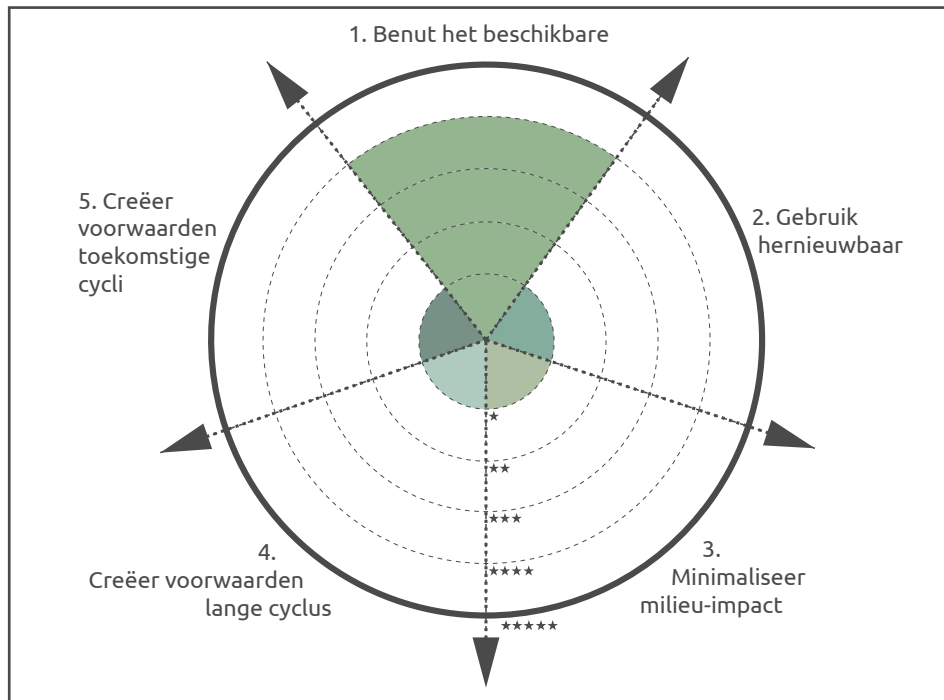 1. Benut het beschikbare
2. Gebruik
hernieuwbaar
3.
Minimaliseer
milieu-impact
4.
Creëer voorwaarden
lange cyclus
5. Creëer
voorwaarden
toekomstige
cycli
★
★★
★★★
★★★★
★★★★★